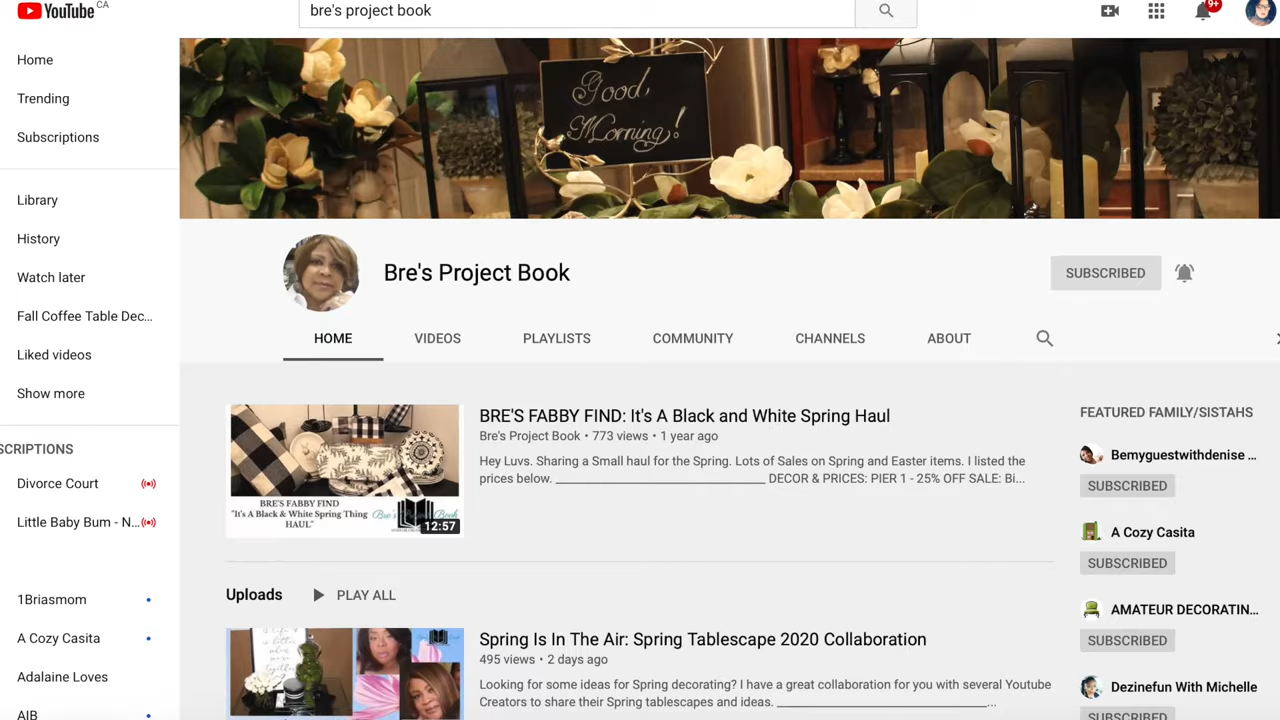 YouTube CA
bre's project book
9+
Home
Trending
Subscriptions
Library
History
Watch later
Fall Coffee Table Dec...
Liked videos
Show more
SCRIPTIONS
Divorce Court
Little Baby Bum - N...
1Briasmom
A Cozy Casita
Adalaine Loves
AIB
Good,
Morning!
Bre's Project Book
SUBSCRIBED
HOME VIDEOS PLAYLISTS COMMUNITY CHANNELS ABOUT
BRE'S FABBY FIND
"It's A Black & White Spring Thing
HAUL"
Bre's Project Book
12:57
BRE'S FABBY FIND: It's A Black and White Spring Haul
Bre's Project Book • 773 views • 1 year ago
Hey Luvs. Sharing a Small haul for the Spring. Lots of Sales on Spring and Easter items. I listed the
prices below. ______________________________ DECOR & PRICES: PIER 1 - 25% OFF SALE: Bi...
Uploads PLAY ALL
Spring Is In The Air: Spring Tablescape 2020 Collaboration
495 views • 2 days ago
Looking for some ideas for Spring decorating? I have a great collaboration for you with several Youtube
Creators to share their Spring tablescapes and ideas. ______________________________...
FEATURED FAMILY/SISTAHS
Bemyguestwithdenise ...
SUBSCRIBED
A Cozy Casita
SUBSCRIBED
AMATEUR DECORATIN...
SUBSCRIBED
Dezinefun With Michelle
SUBSCRIBED